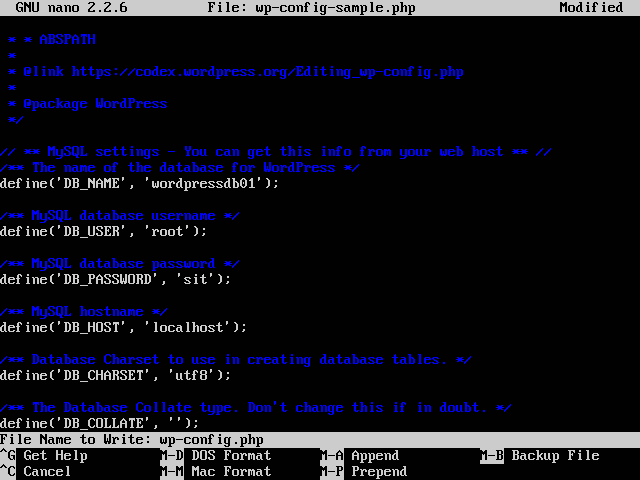 GNU nano 2.2.6 File: wp-config-sample.php Modified
* * ABSPATH
*
* @link https://codex.wordpress.org/Editing_wp-config.php
*
* @package WordPress
*/
// ** MySQL settings - You can get this info from your web host ** //
/** The name of the database for WordPress */
define('DB_NAME', 'wordpressdb01');
/** MySQL database username */
define('DB_USER', 'root');
/** MySQL database password */
define('DB_PASSWORD', 'sit');
/** MySQL hostname */
define('DB_HOST', 'localhost');
/** Database Charset to use in creating database tables. */
define('DB_CHARSET', 'utf8');
/** The Database Collate type. Don't change this if in doubt. */
define('DB_COLLATE', '');
File Name to Write: wp-config.php
^G Get Help M-D DOS Format M-A Append M-B Backup File
^C Cancel M-M Mac Format M-P Prepend